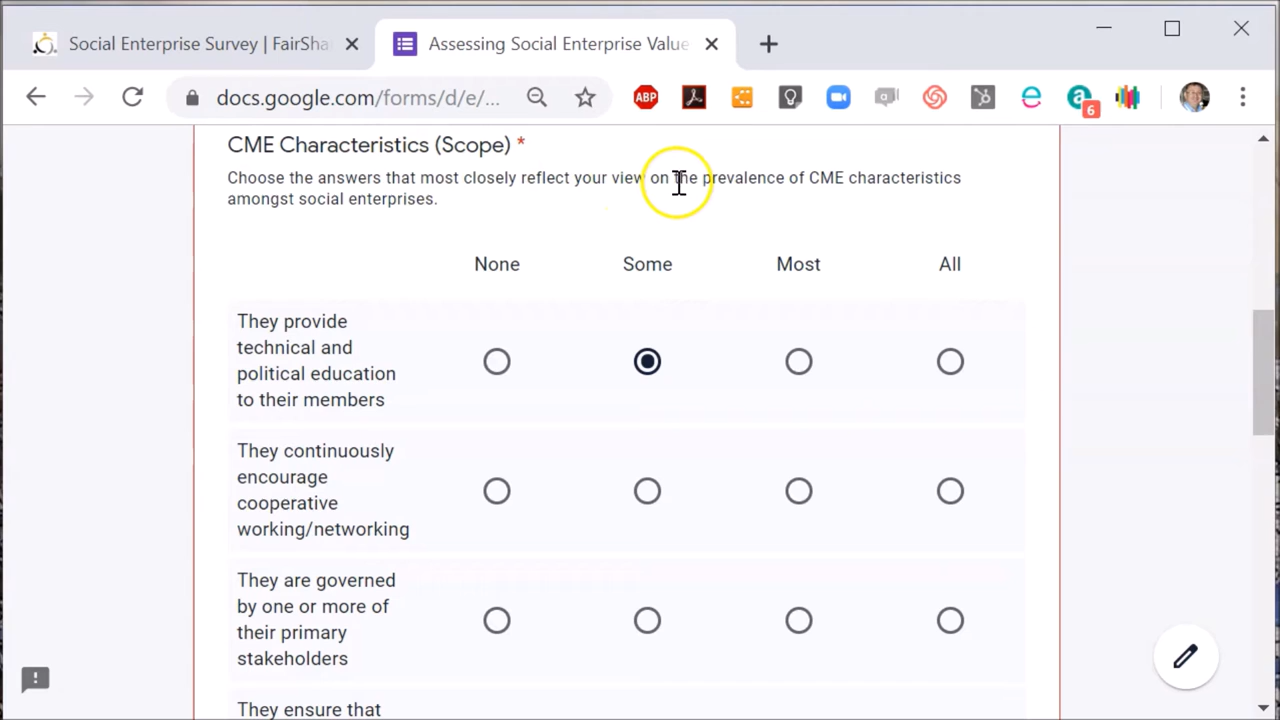 Social Enterprise Survey | FairSha
Assessing Social Enterprise Value
docs.google.com/forms/d/e/...
ABP
a
e
a
6
CME Characteristics (Scope) *
Choose the answers that most closely reflect your view on the prevalence of CME characteristics
amongst social enterprises.
None Some Most All
They provide
technical and
political education
to their members
They continuously
encourage
cooperative
working/networking
They are governed
by one or more of
their primary
stakeholders
They ensure that